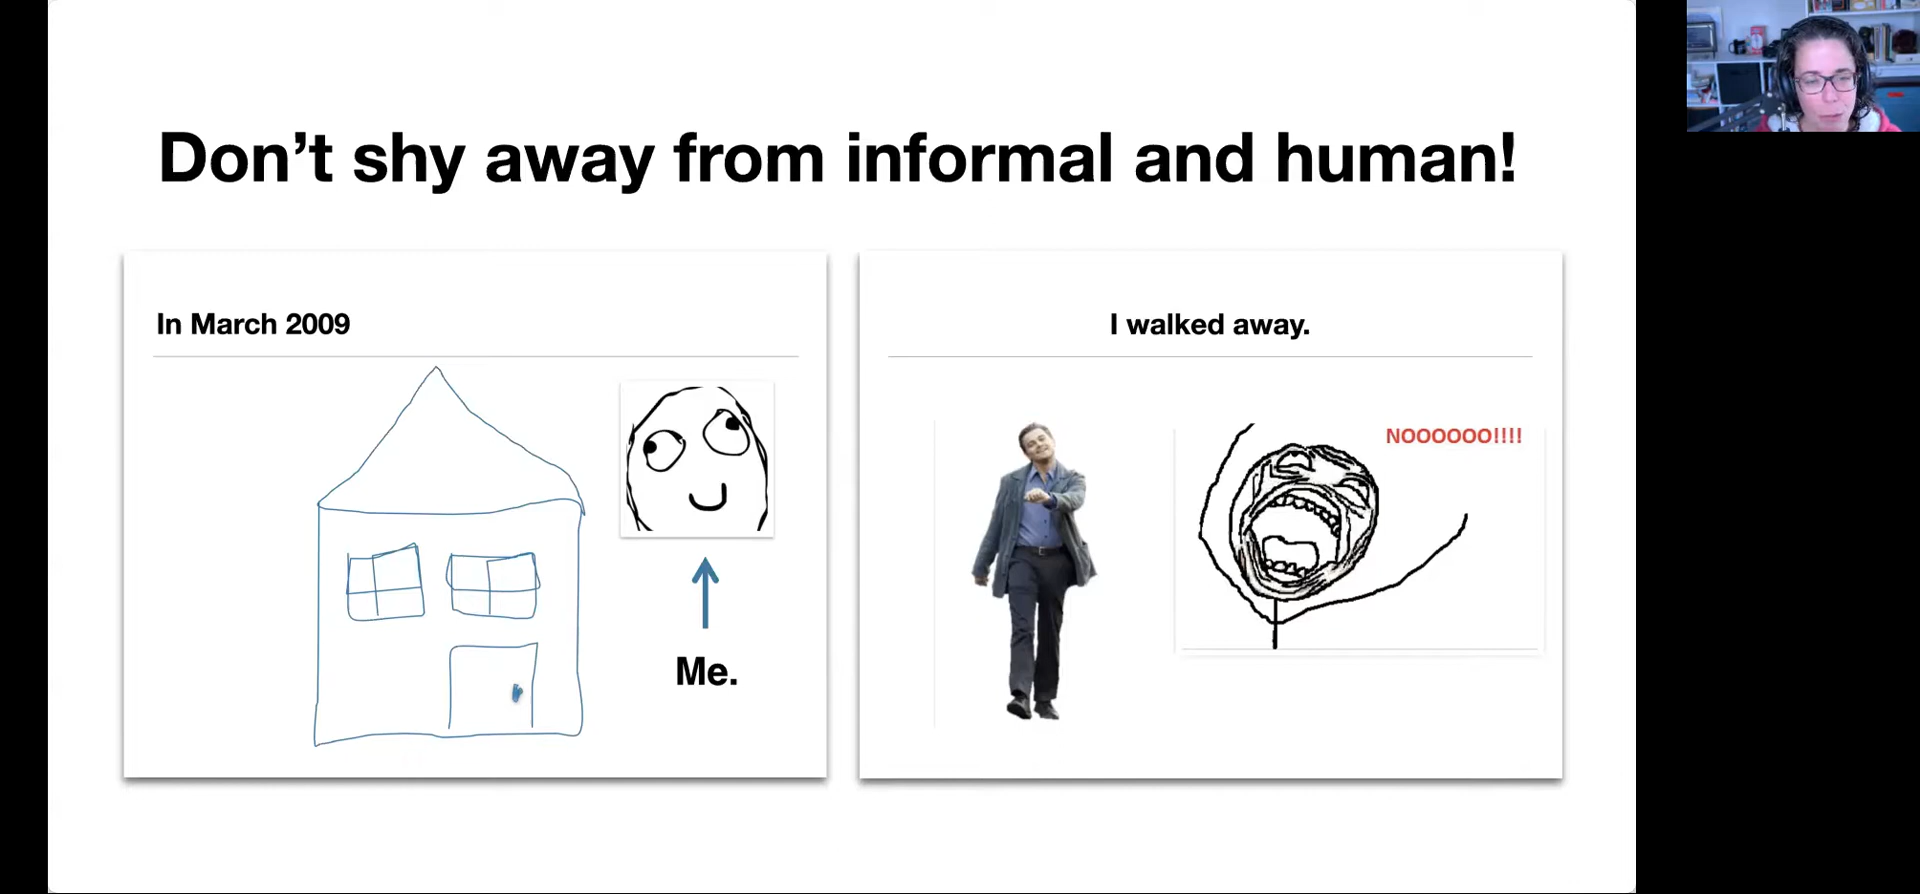 Don’t shy away from informal and human!
In March 2009
Me.
I walked away.
NOOOOOO!!!!